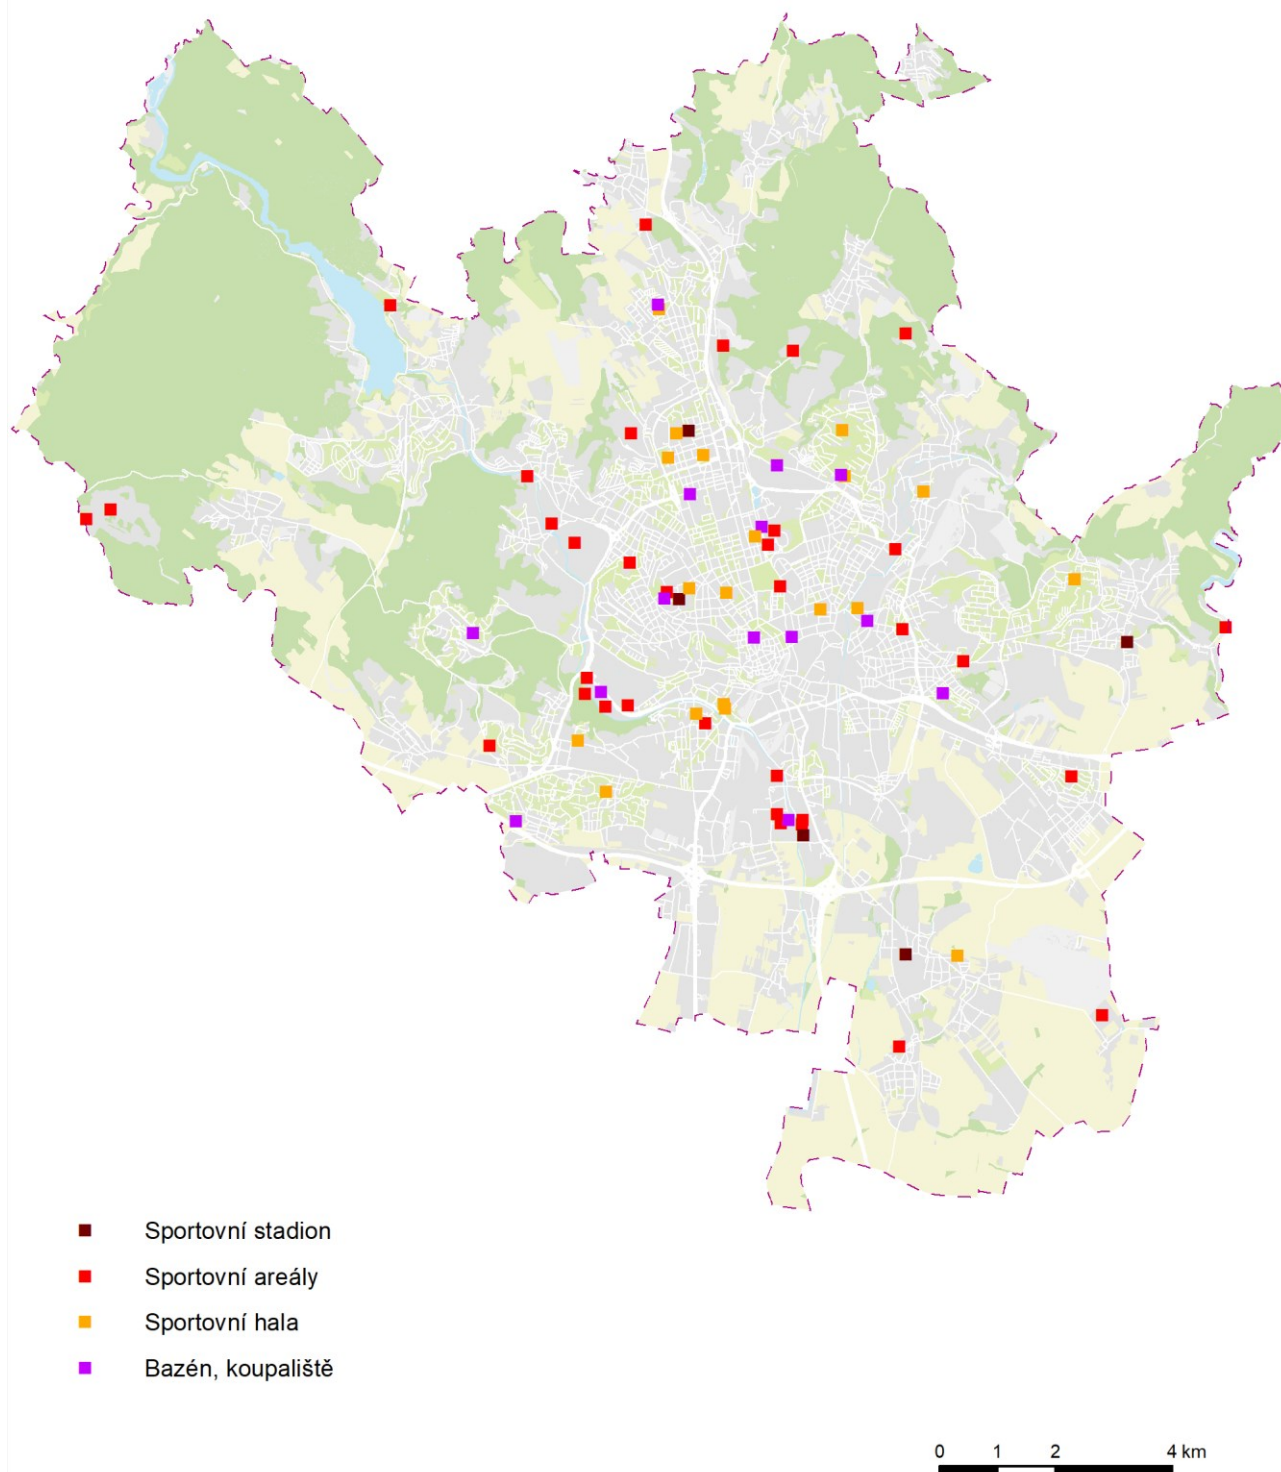 Sportovní stadion
Sportovní areály
Sportovní hala
Bazén, koupaliště
0 1 2 4 km